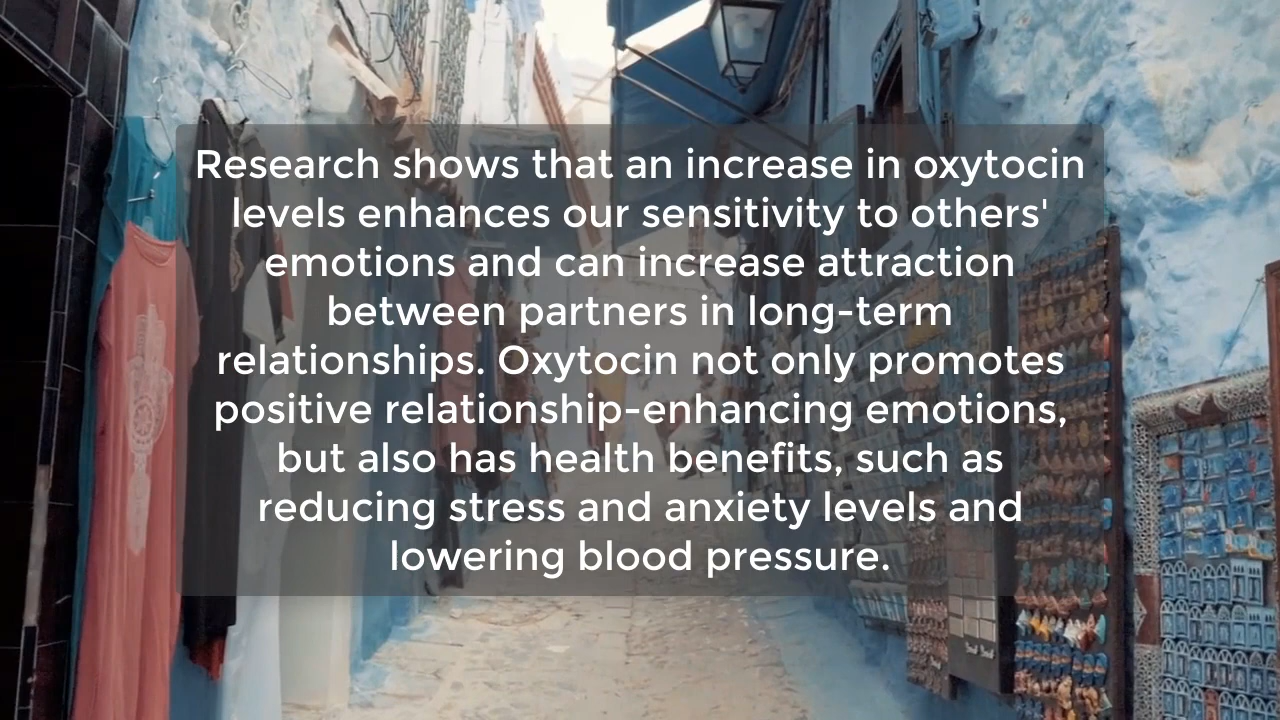 Research shows that an increase in oxytocin
levels enhances our sensitivity to others'
emotions and can increase attraction
between partners in long-term
relationships. Oxytocin not only promotes
positive relationship-enhancing emotions,
but also has health benefits, such as
reducing stress and anxiety levels and
lowering blood pressure.